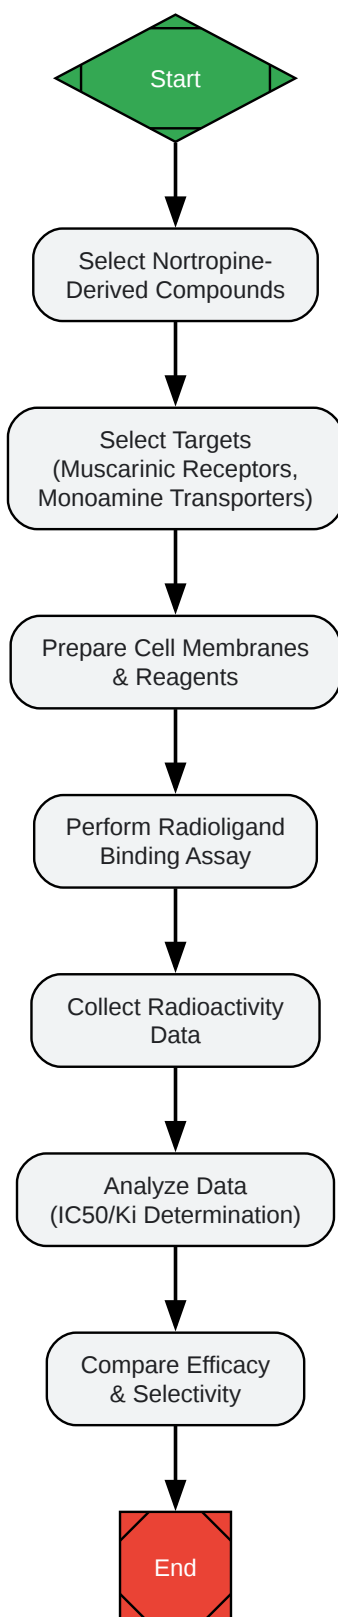 Start
Select Nortropine-
Derived Compounds
Select Targets
(Muscarinic Receptors,
Monoamine Transporters)
Prepare Cell Membranes
& Reagents
Perform Radioligand
Binding Assay
Collect Radioactivity
Data
Analyze Data
(IC50/Ki Determination)
Compare Efficacy
& Selectivity
End